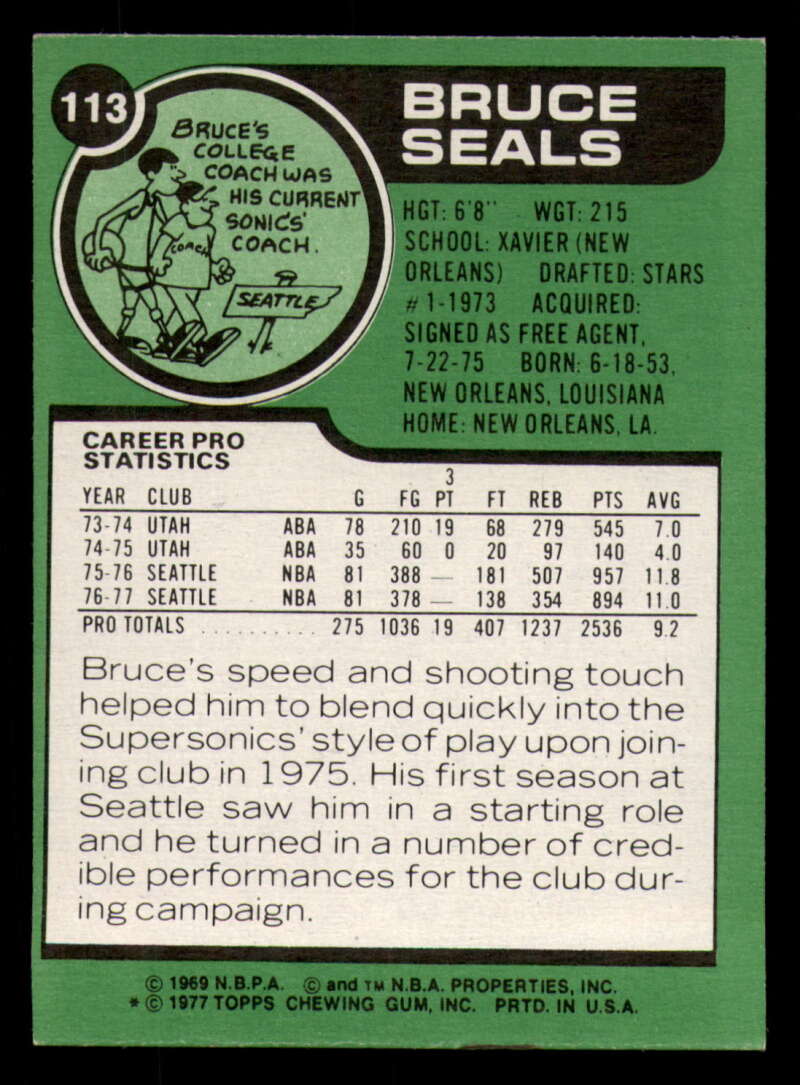 113
BRUCE'S
COLLEGE
COACH WAS
HIS CURRENT
SONICS'
COACH.
COACH
SEATTLE
BRUCE
SEALS
HGT: 6'8" WGT: 215
SCHOOL: XAVIER (NEW
ORLEANS) DRAFTED: STARS
#1-1973 ACQUIRED:
SIGNED AS FREE AGENT,
7-22-75 BORN: 6-18-53,
NEW ORLEANS, LOUISIANA
HOME: NEW ORLEANS, LA.
CAREER PRO
STATISTICS
3
YEAR CLUB G FG PT FT REB PTS AVG
73-74 UTAH ABA 78 210 19 68 279 545 7.0
74-75 UTAH ABA 35 60 0 20 97 140 4.0
75-76 SEATTLE NBA 81 388 — 181 507 957 11.8
76-77 SEATTLE NBA 81 378 — 138 354 894 11.0
PRO TOTALS .......... 275 1036 19 407 1237 2536 9.2
Bruce's speed and shooting touch
helped him to blend quickly into the
Supersonics' style of play upon join-
ing club in 1975. His first season at
Seattle saw him in a starting role
and he turned in a number of cred-
ible performances for the club dur-
ing campaign.
© 1969 N.B.P.A. © and TM N.B.A. PROPERTIES, INC.
* © 1977 TOPPS CHEWING GUM, INC. PRTD. IN U.S.A.